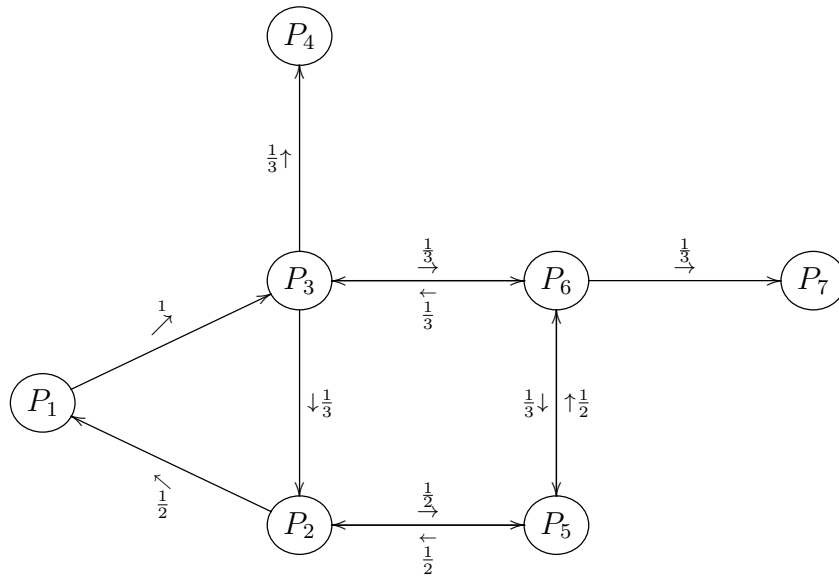 P₄
1/3 ↑
P₃
1/3 →
← 1/3
P₆
1/3 →
P₇
1 ↗
↓ 1/3
1/3 ↓
↑ 1/2
P₁
↖ 1/2
P₂
1/2 →
← 1/2
P₅